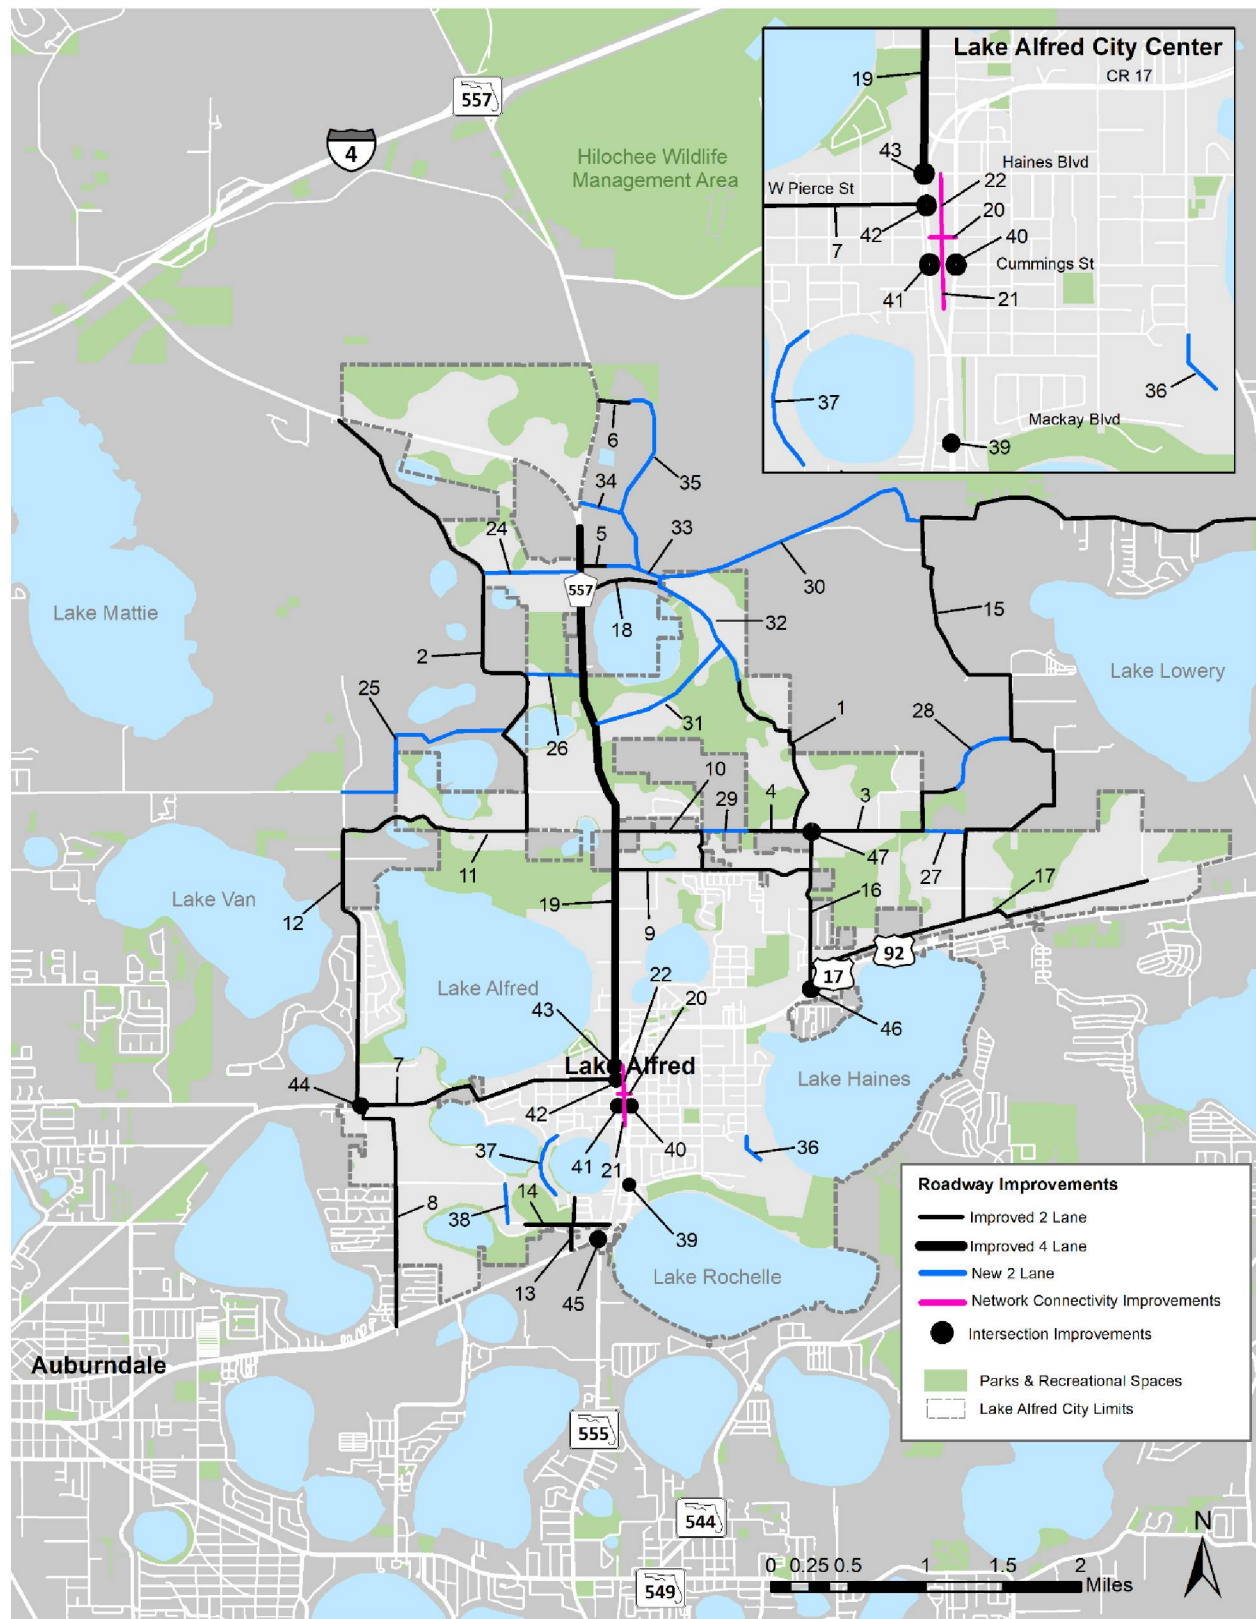 Lake Alfred City Center
CR 17
19
43
Haines Blvd
22
W Pierce St
20
42
40
7
Cummings St
41
21
37
36
Mackay Blvd
39
557
4
Hilochee Wildlife
Management Area
6
34
35
24
5
33
30
557
18
32
15
Lake Mattie
2
Lake Lowery
25
31
1
28
26
10
29
4
3
11
47
27
17
Lake Van
12
19
9
16
92
22
17
Lake Alfred
20
43
46
Lake Alfred
7
Lake Haines
44
42
37
41
40
36
21
8
14
38
39
13
45
Lake Rochelle
Auburndale
Roadway Improvements
Improved 2 Lane
Improved 4 Lane
New 2 Lane
Network Connectivity Improvements
Intersection Improvements
Parks & Recreational Spaces
Lake Alfred City Limits
555
544
549
N
0 0.25 0.5 1 1.5 2
Miles